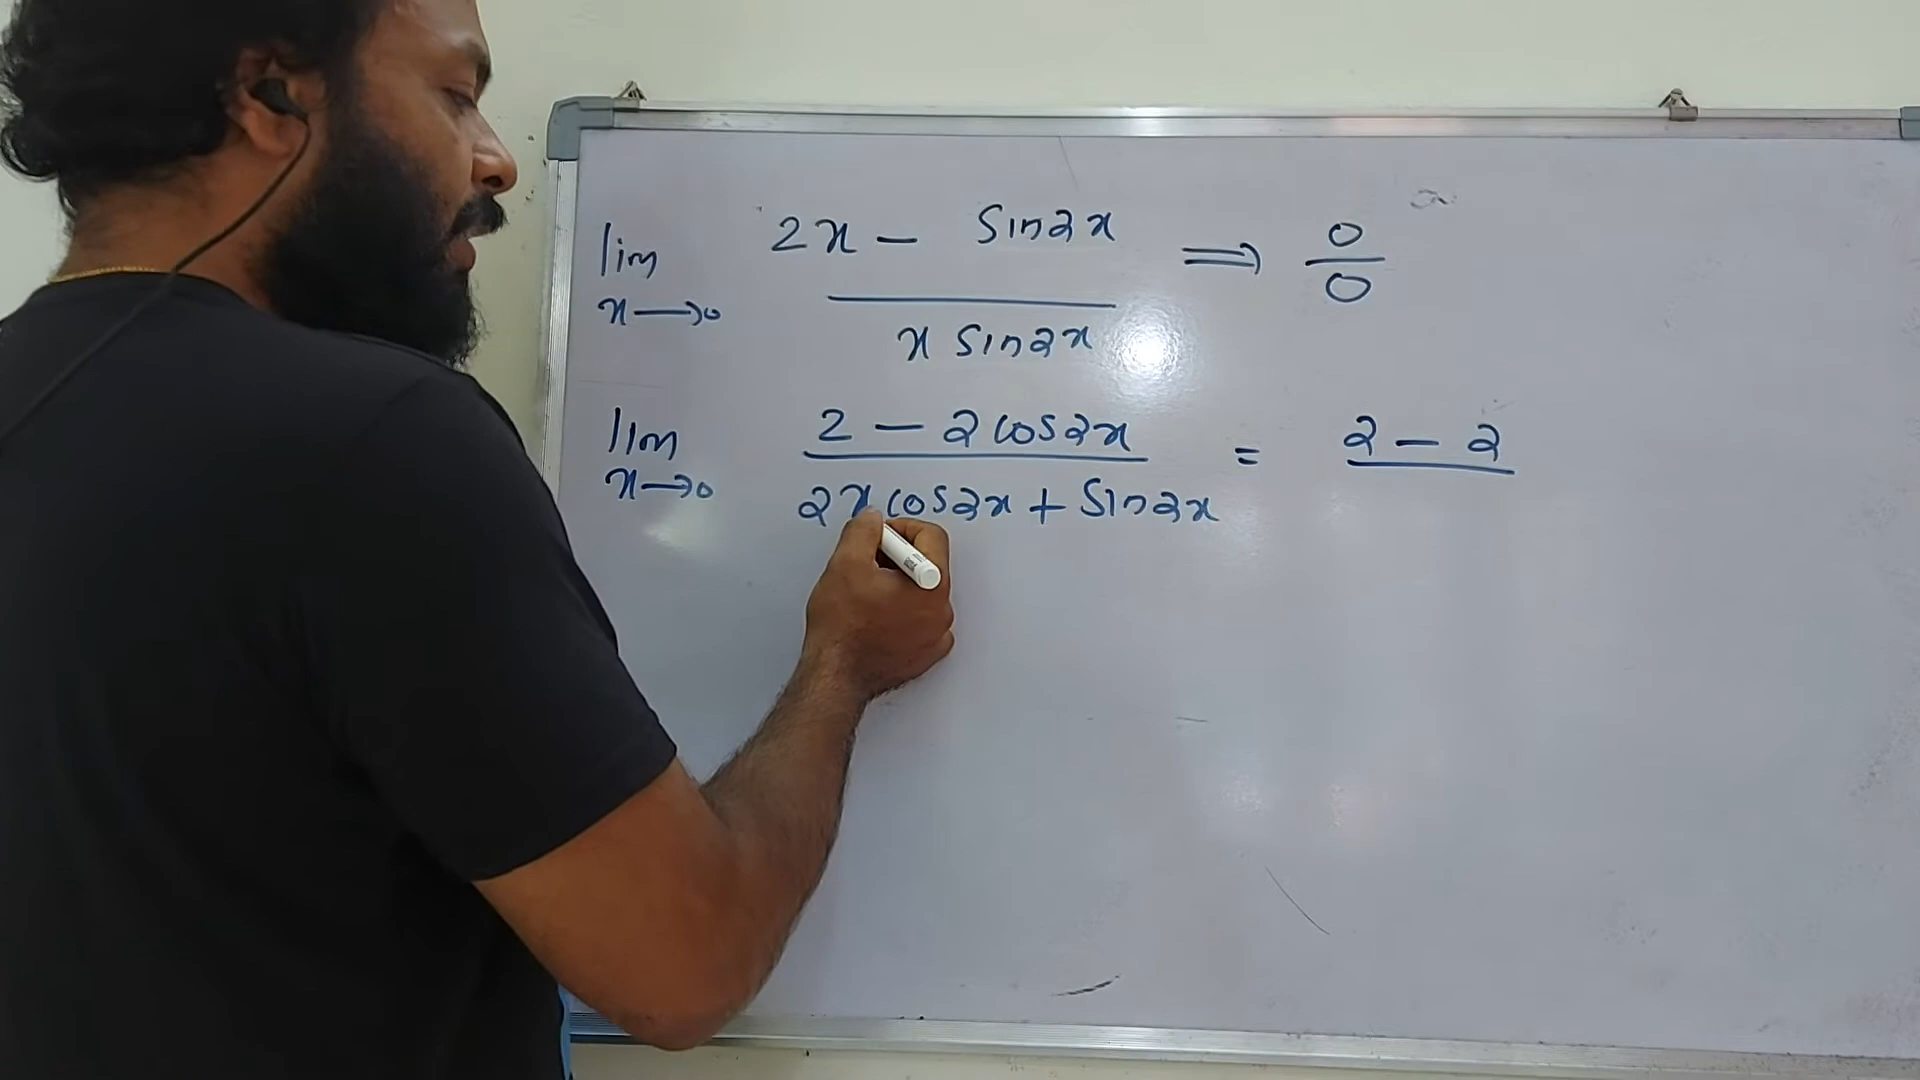 lim x→0 (2x - sin2x) / (x sin2x) ⟹ 0/0
lim x→0 (2 - 2cos2x) / (2x cos2x + sin2x) = (2 - 2) /